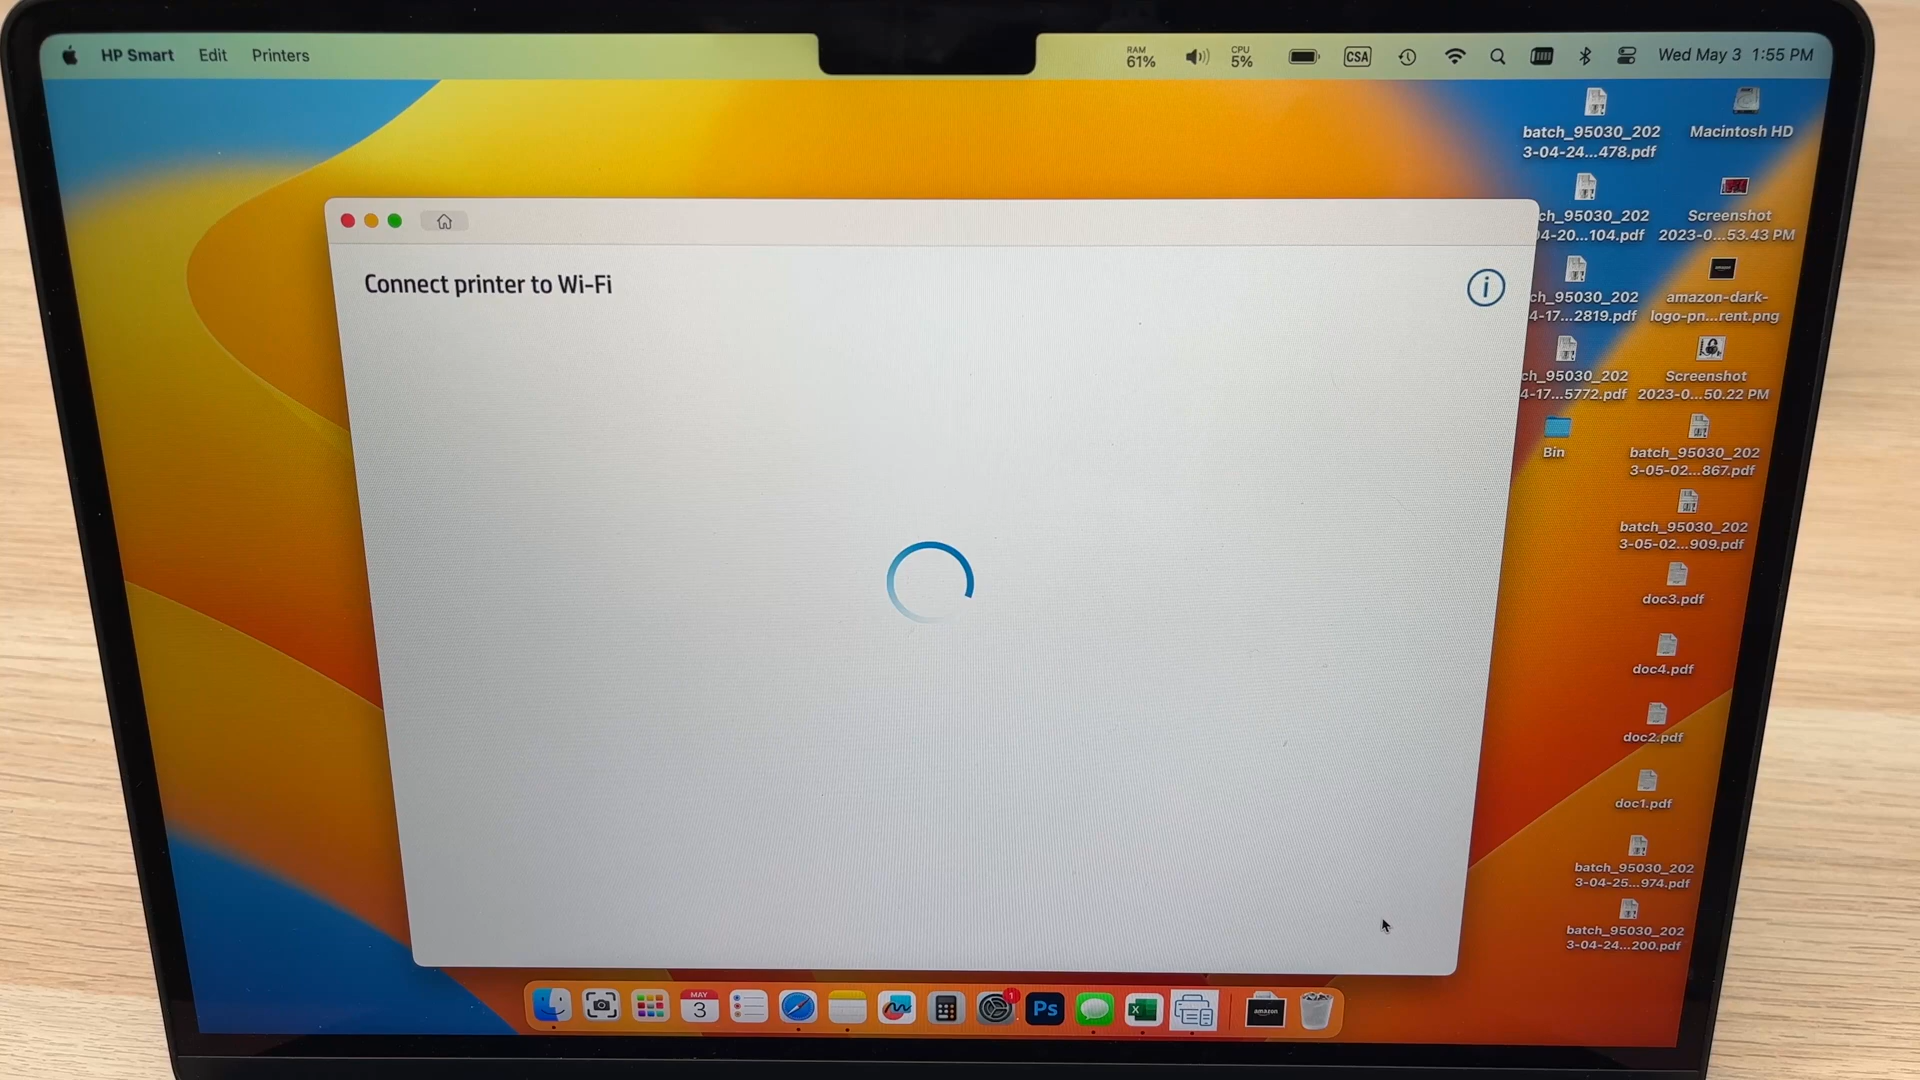 HP Smart Edit Printers RAM 61% CPU 5% CSA Wed May 3 1:55 PM
Connect printer to Wi-Fi
i
batch_95030_202
3-04-24...478.pdf
Macintosh HD
ch_95030_202
04-20...104.pdf
Screenshot
2023-0...53.43 PM
ch_95030_202
4-17...2819.pdf
amazon-dark-
logo-pn...rent.png
ch_95030_202
4-17...5772.pdf
Screenshot
2023-0...50.22 PM
Bin
batch_95030_202
3-05-02...867.pdf
batch_95030_202
3-05-02...909.pdf
doc3.pdf
doc4.pdf
doc2.pdf
doc1.pdf
batch_95030_202
3-04-25...974.pdf
batch_95030_202
3-04-24...200.pdf
MAY
3
1
Ps
X
amazon